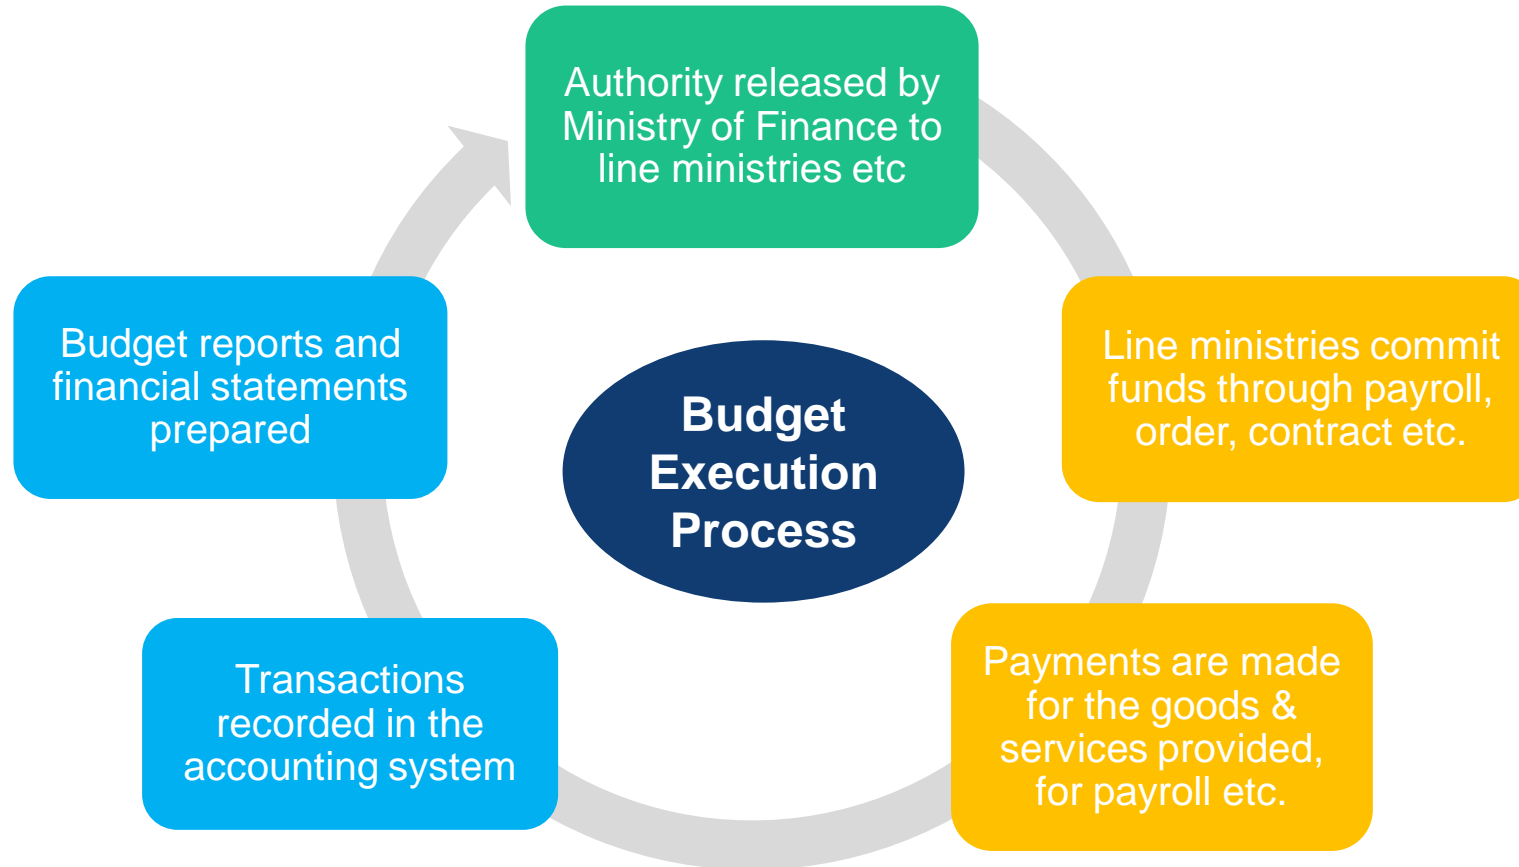 Authority released by
Ministry of Finance to
line ministries etc
Line ministries commit
funds through payroll,
order, contract etc.
Payments are made
for the goods &
services provided,
for payroll etc.
Transactions
recorded in the
accounting system
Budget reports and
financial statements
prepared
Budget
Execution
Process